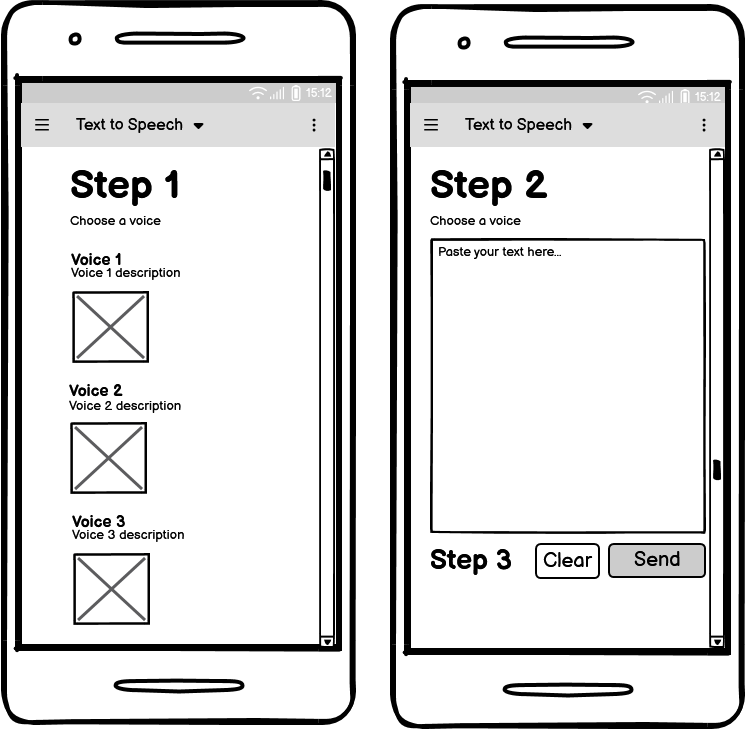 15:12
Text to Speech
Step 1
Choose a voice
Voice 1
Voice 1 description
Voice 2
Voice 2 description
Voice 3
Voice 3 description
15:12
Text to Speech
Step 2
Choose a voice
Paste your text here...
Step 3 Clear Send